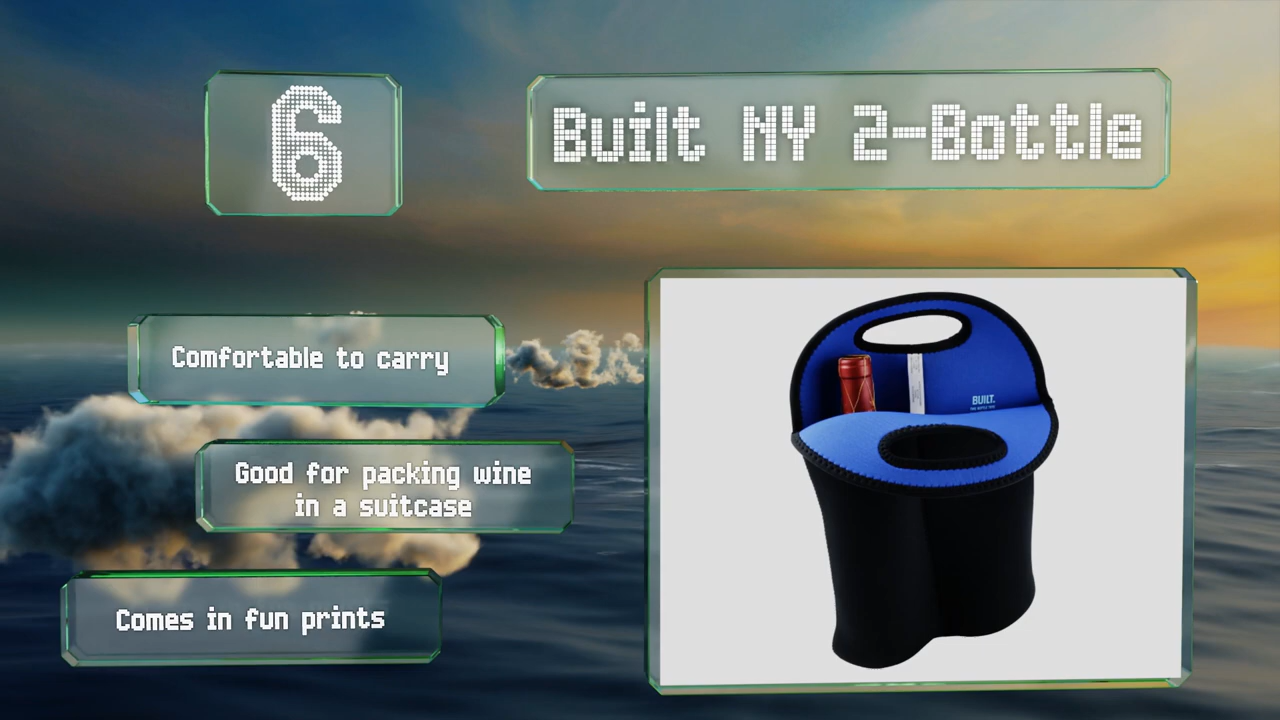 6
Built NY 2-Bottle
Comfortable to carry
Good for packing wine
in a suitcase
Comes in fun prints
BUILT.